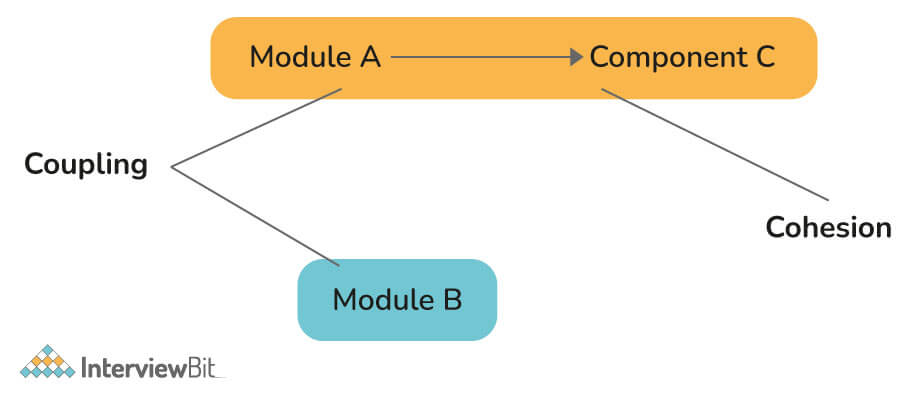 Module A
Component C
Coupling
Cohesion
Module B
InterviewBit